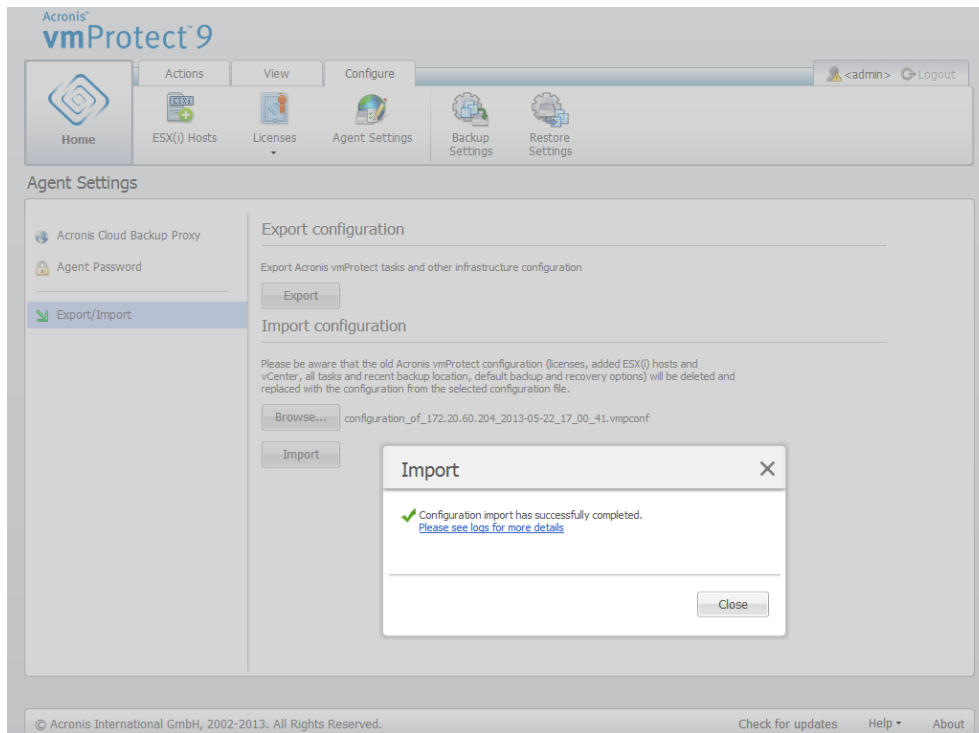 Acronis®
vmProtect™9
Actions
View
Configure
<admin>
Logout
Home
ESX(i) Hosts
Licenses
Agent Settings
Backup
Settings
Restore
Settings
Agent Settings
Acronis Cloud Backup Proxy
Agent Password
Export/Import
Export configuration
Export Acronis vmProtect tasks and other infrastructure configuration
Export
Import configuration
Please be aware that the old Acronis vmProtect configuration (licenses, added ESX(i) hosts and
vCenter, all tasks and recent backup location, default backup and recovery options) will be deleted and
replaced with the configuration from the selected configuration file.
Browse... configuration_of_172.20.60.204_2013-05-22_17_00_41.vmpconf
Import
Import
Configuration import has successfully completed.
Please see logs for more details
Close
© Acronis International GmbH, 2002-2013. All Rights Reserved.
Check for updates
Help
About